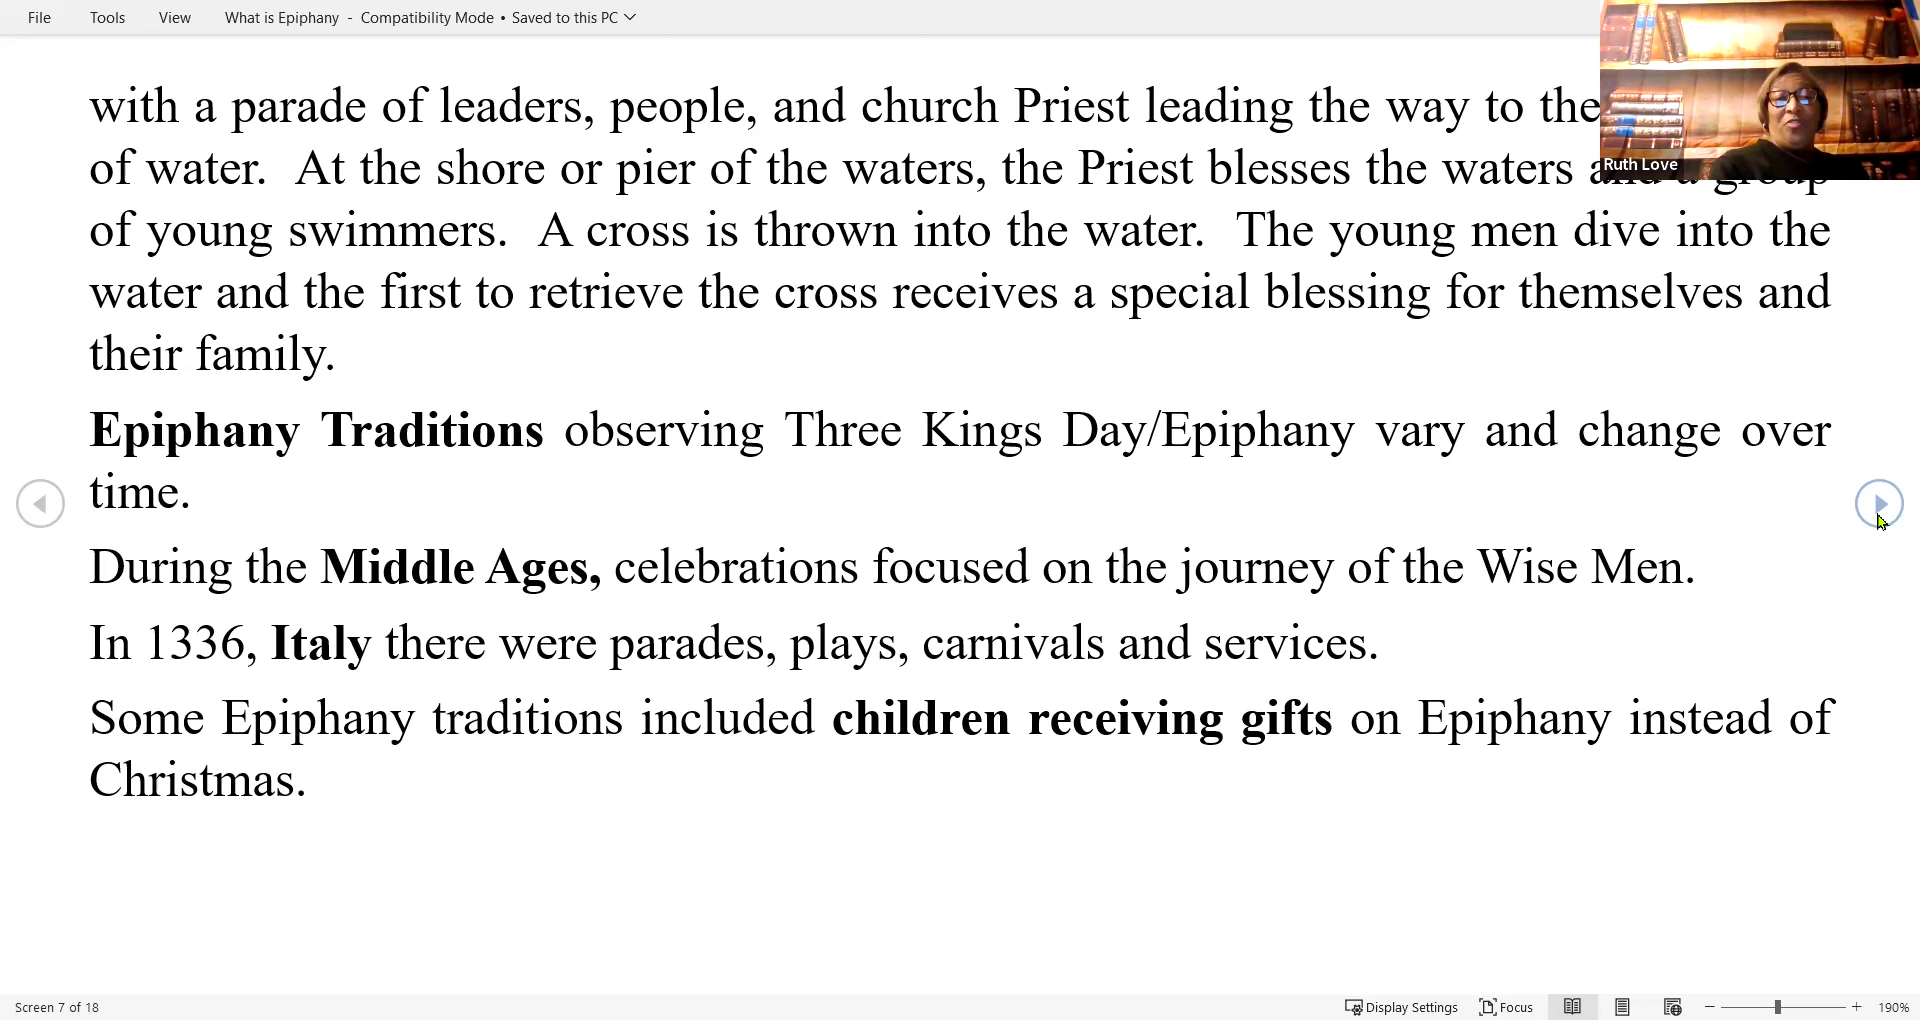 File Tools View What is Epiphany - Compatibility Mode • Saved to this PC
with a parade of leaders, people, and church Priest leading the way to the
of water. At the shore or pier of the waters, the Priest blesses the waters and a group
of young swimmers. A cross is thrown into the water. The young men dive into the
water and the first to retrieve the cross receives a special blessing for themselves and
their family.
Epiphany Traditions observing Three Kings Day/Epiphany vary and change over
time.
During the Middle Ages, celebrations focused on the journey of the Wise Men.
In 1336, Italy there were parades, plays, carnivals and services.
Some Epiphany traditions included children receiving gifts on Epiphany instead of
Christmas.
Ruth Love
Screen 7 of 18 Display Settings Focus 190%